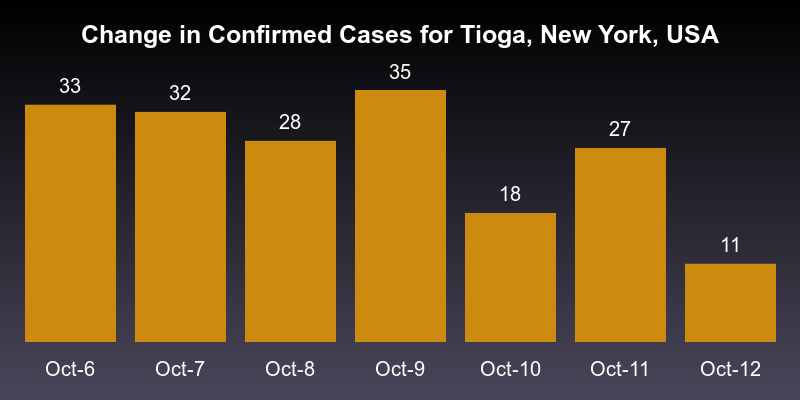 Change in Confirmed Cases for Tioga, New York, USA
33 32 28 35 18 27 11
Oct-6 Oct-7 Oct-8 Oct-9 Oct-10 Oct-11 Oct-12